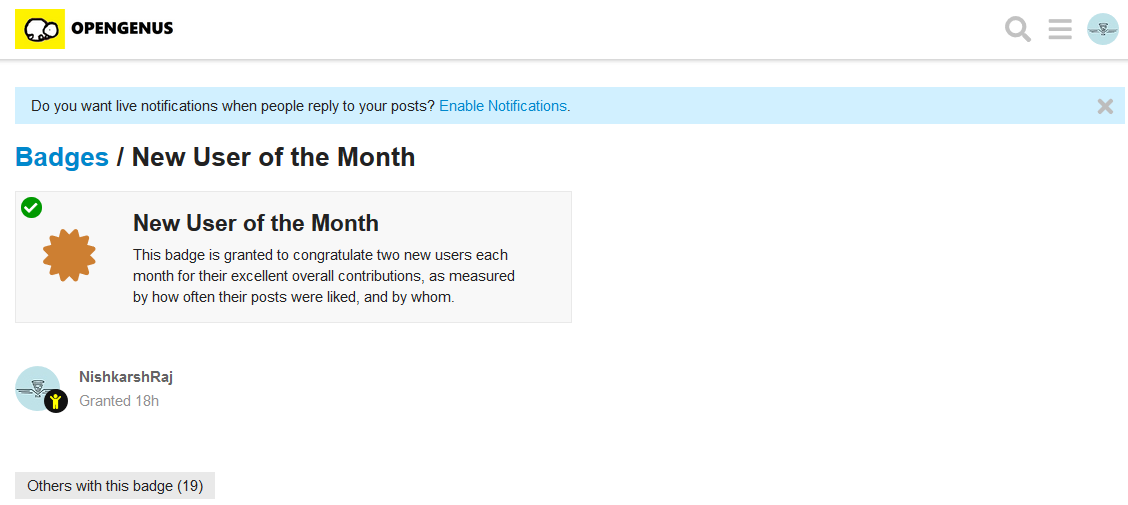 OPENGENUS
Do you want live notifications when people reply to your posts? Enable Notifications.
Badges / New User of the Month
New User of the Month
This badge is granted to congratulate two new users each
month for their excellent overall contributions, as measured
by how often their posts were liked, and by whom.
NishkarshRaj
Granted 18h
Others with this badge (19)